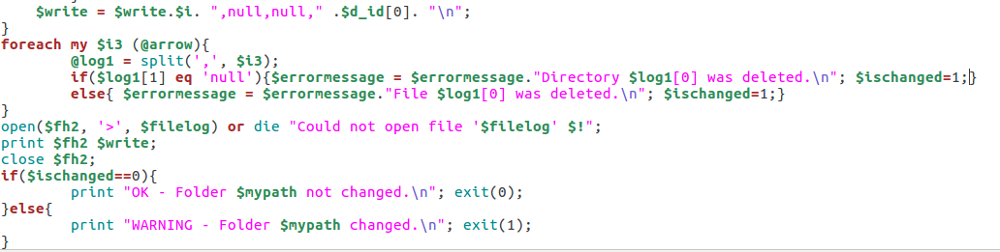 $write = $write.$i. ",null,null," .$d_id[0]. "\n";
}
foreach my $i3 (@arrow){
@log1 = split(',', $i3);
if($log1[1] eq 'null'){$errormessage = $errormessage."Directory $log1[0] was deleted.\n"; $ischanged=1;}
else{ $errormessage = $errormessage."File $log1[0] was deleted.\n"; $ischanged=1;}
}
open($fh2, '>', $filelog) or die "Could not open file '$filelog' $!";
print $fh2 $write;
close $fh2;
if($ischanged==0){
print "OK - Folder $mypath not changed.\n"; exit(0);
}else{
print "WARNING - Folder $mypath changed.\n"; exit(1);
}